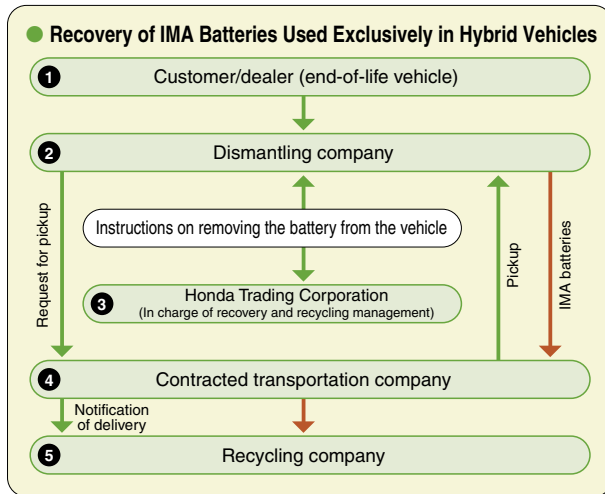 Recovery of IMA Batteries Used Exclusively in Hybrid Vehicles
1 Customer/dealer (end-of-life vehicle)
2 Dismantling company
Request for pickup
Instructions on removing the battery from the vehicle
Pickup
IMA batteries
3 Honda Trading Corporation
(In charge of recovery and recycling management)
4 Contracted transportation company
Notification
of delivery
5 Recycling company